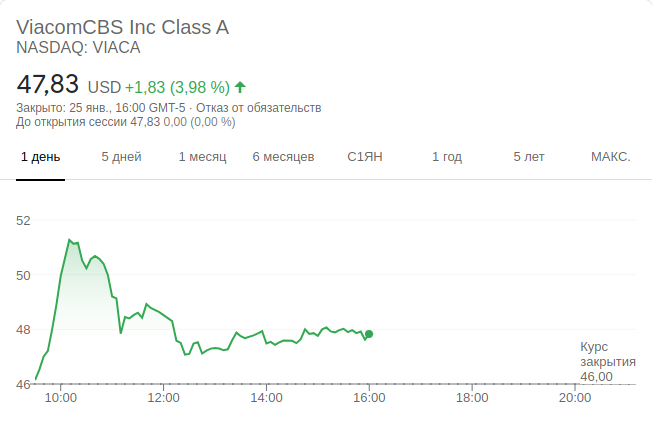 ViacomCBS Inc Class A
NASDAQ: VIACA
47,83 USD +1,83 (3,98 %)
Закрыто: 25 янв., 16:00 GMT-5 · Отказ от обязательств
До открытия сессии 47,83 0,00 (0,00 %)
1 день 5 дней 1 месяц 6 месяцев С1ЯН 1 год 5 лет МАКС.
52
50
48
Курс
закрытия
46,00
46
10:00 12:00 14:00 16:00 18:00 20:00